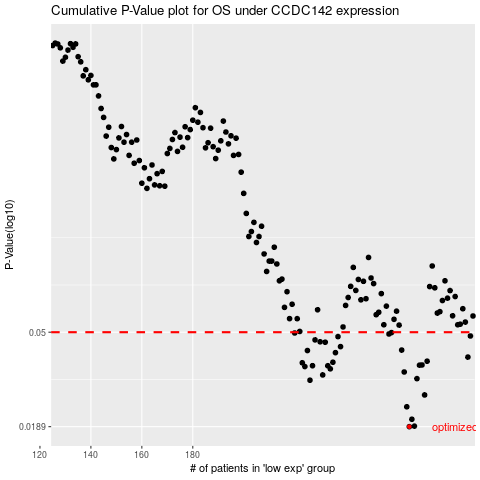 Cumulative P-Value plot for OS under CCDC142 expression
P-Value(log10)
0.05
0.0189
optimized
120 140 160 180
# of patients in 'low exp' group